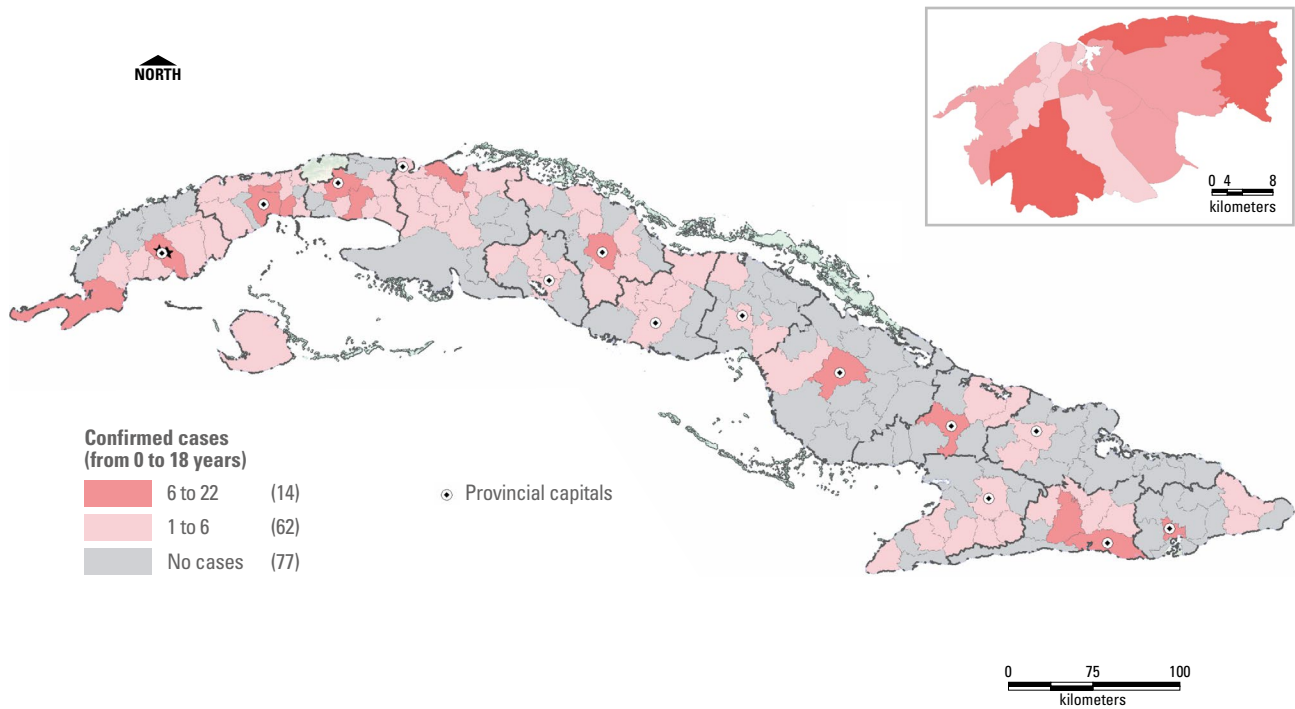 NORTH
0 4 8
kilometers
Confirmed cases
(from 0 to 18 years)
6 to 22 (14)
1 to 6 (62)
No cases (77)
Provincial capitals
0 75 100
kilometers